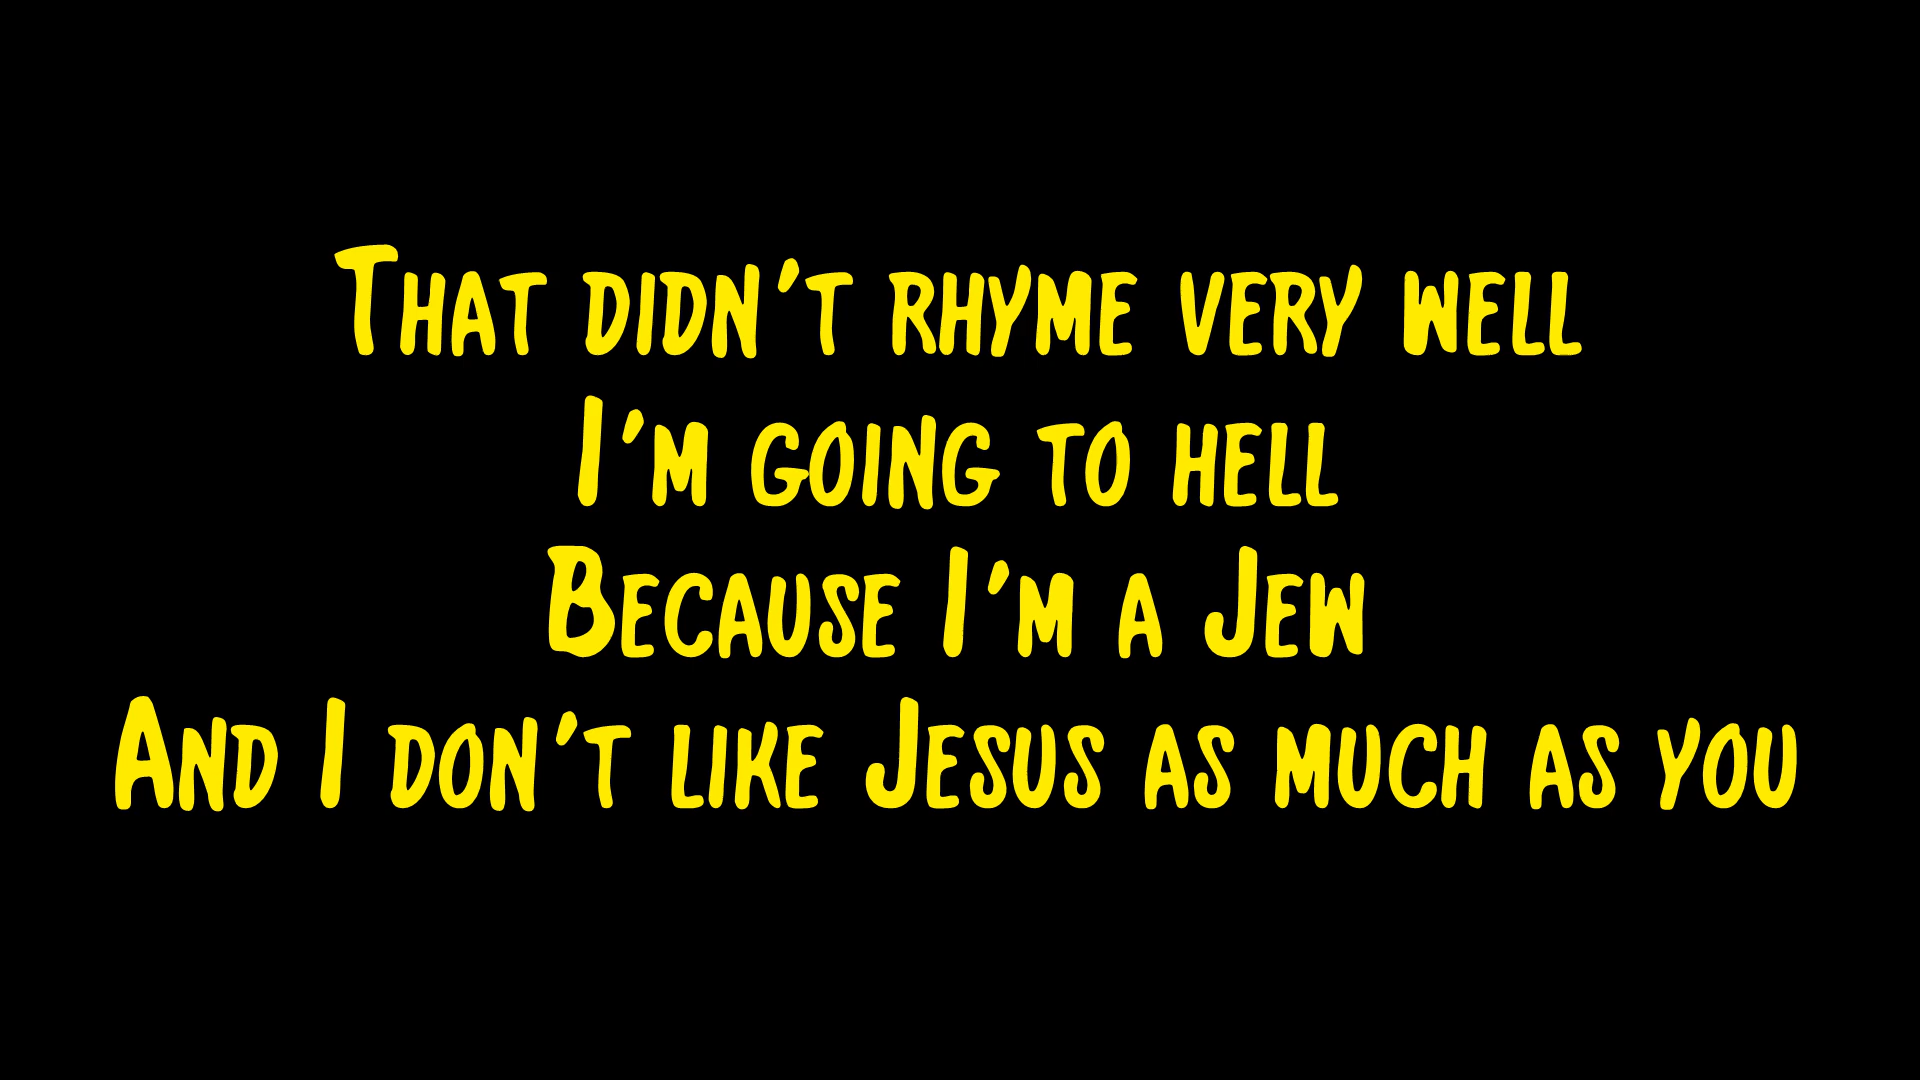 That didn't rhyme very well
I'm going to hell
Because I'm a Jew
And I don't like Jesus as much as you